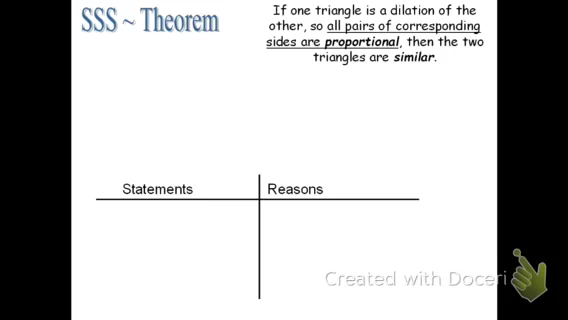 SSS ~ Theorem
If one triangle is a dilation of the
other, so all pairs of corresponding
sides are proportional, then the two
triangles are similar.
Statements
Reasons
Created with Doceri